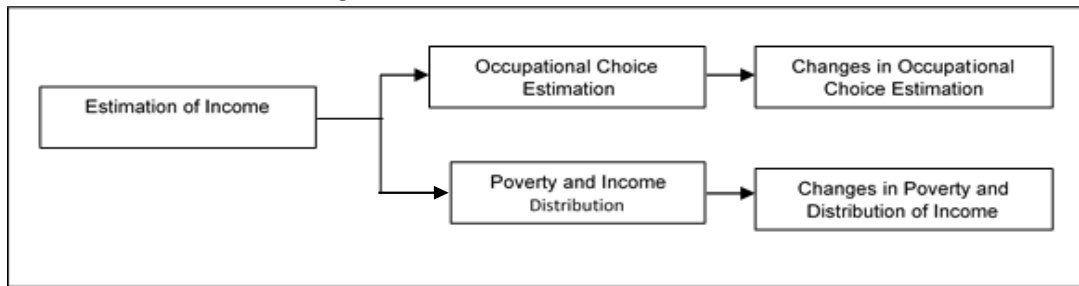 Estimation of Income
Occupational Choice
Estimation
Changes in Occupational
Choice Estimation
Poverty and Income
Distribution
Changes in Poverty and
Distribution of Income